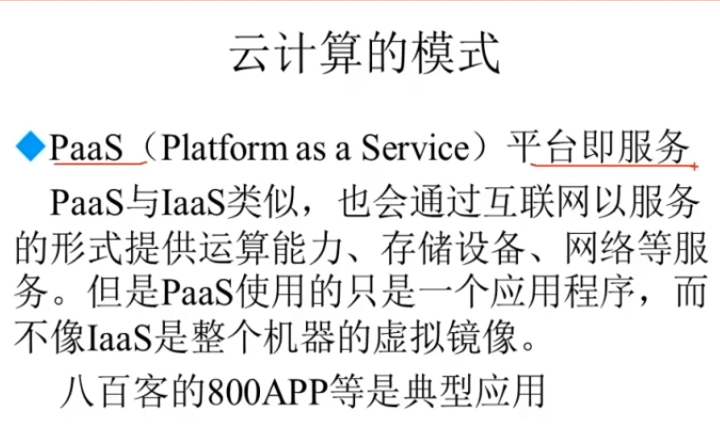 云计算的模式
PaaS（Platform as a Service）平台即服务
PaaS与IaaS类似，也会通过互联网以服务
的形式提供运算能力、存储设备、网络等服
务。但是PaaS使用的只是一个应用程序，而
不像IaaS是整个机器的虚拟镜像。
八百客的800APP等是典型应用